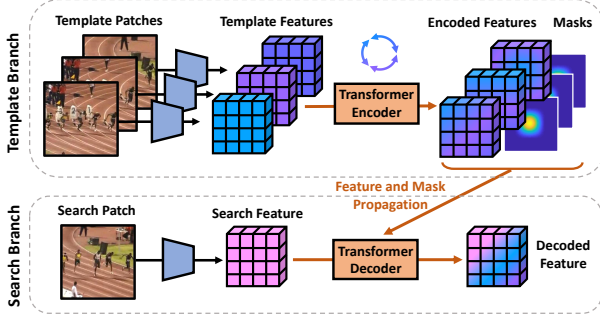 Template Branch
Template Patches
Template Features
Encoded Features
Masks
Transformer
Encoder
Feature and Mask
Propagation
Search Branch
Search Patch
Search Feature
Transformer
Decoder
Decoded
Feature